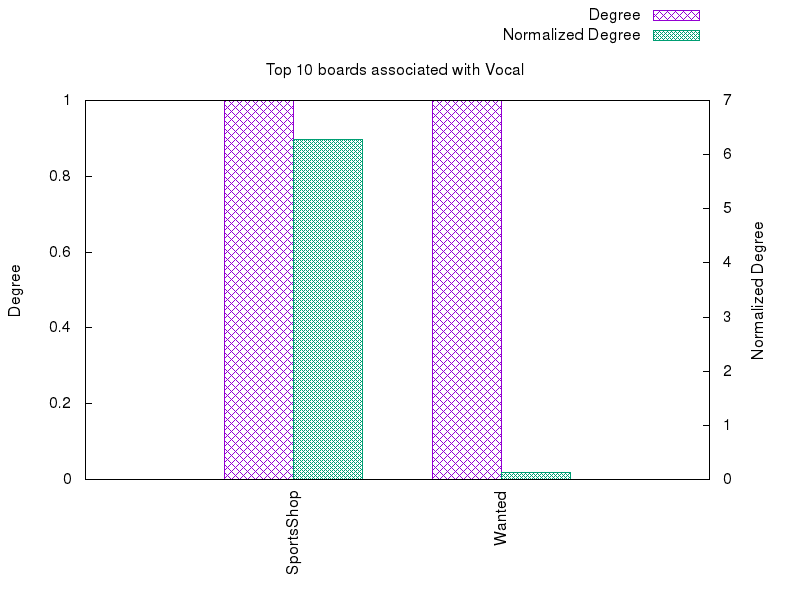 Degree
Normalized Degree
Top 10 boards associated with Vocal
1
0.8
0.6
0.4
0.2
0
Degree
7
6
5
4
3
2
1
0
Normalized Degree
SportsShop
Wanted